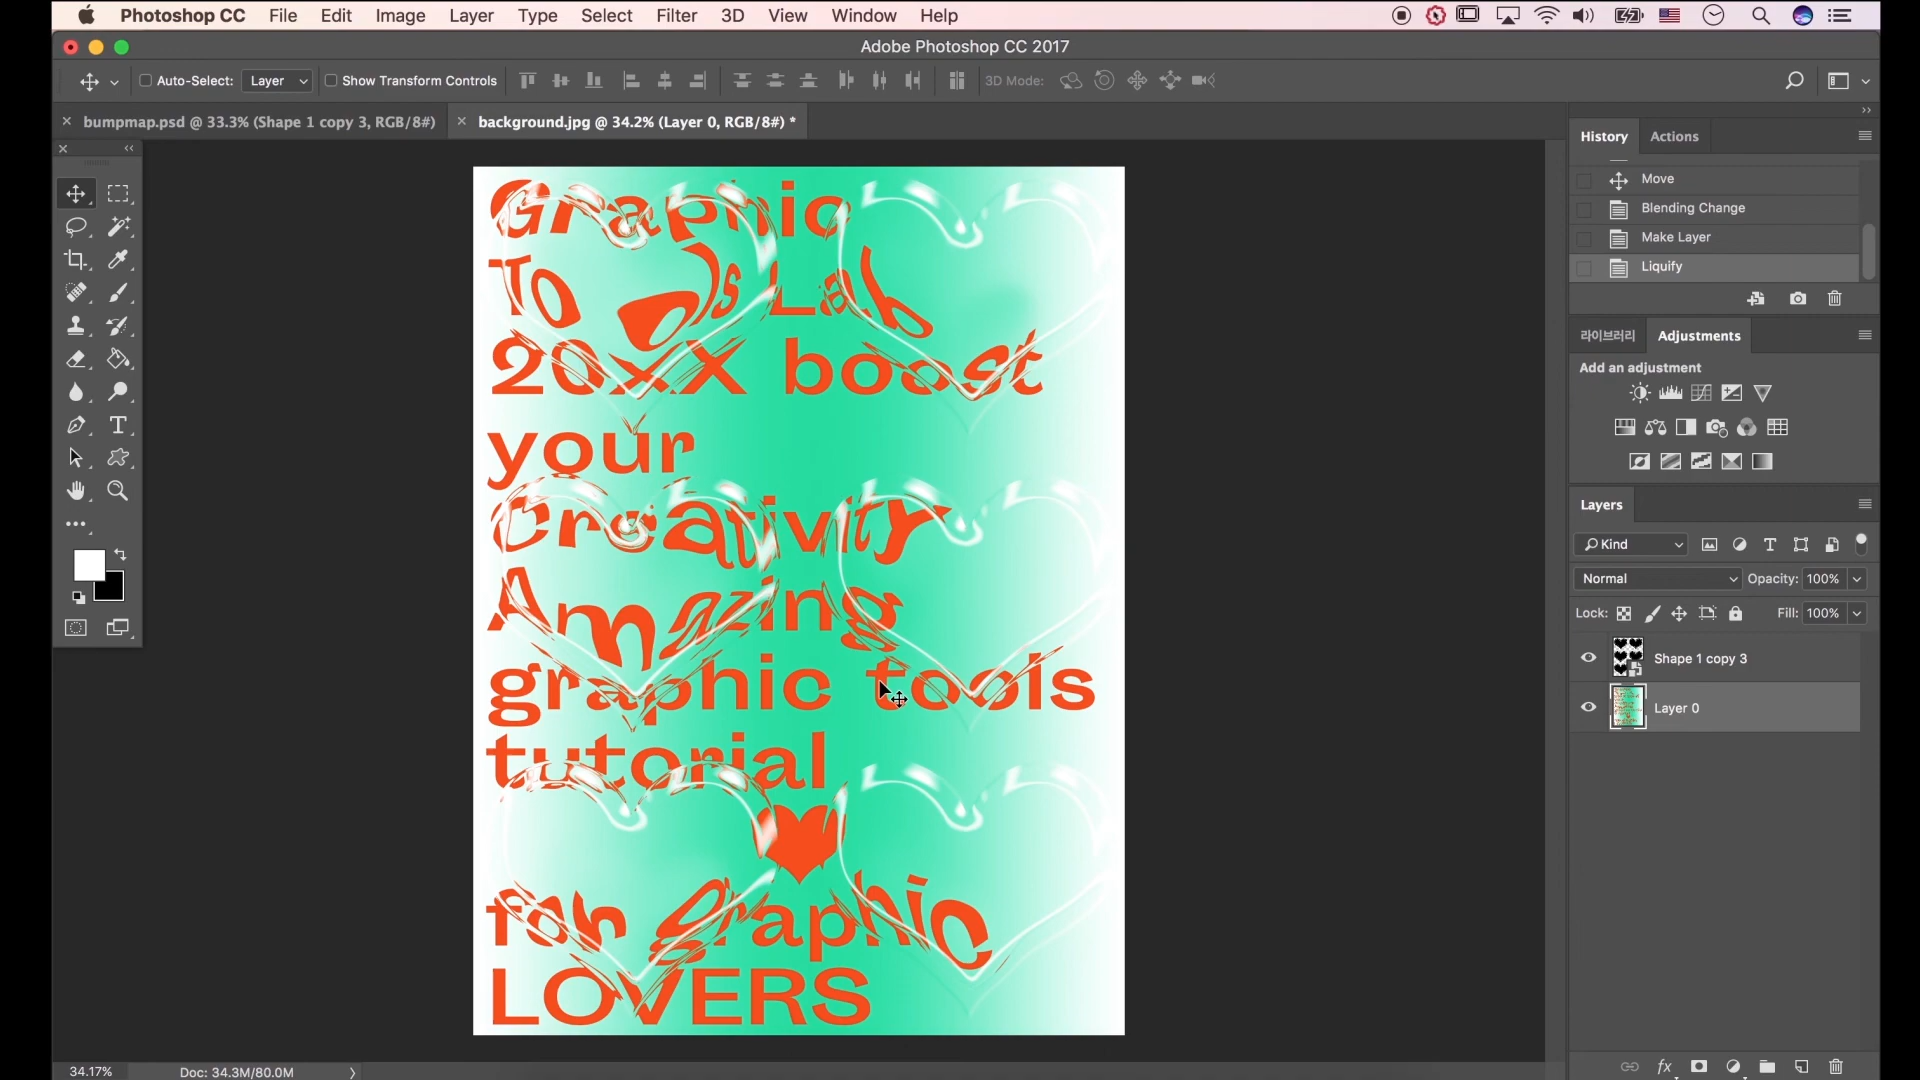 Photoshop CC File Edit Image Layer Type Select Filter 3D View Window Help
Adobe Photoshop CC 2017
Auto-Select: Layer Show Transform Controls 3D Mode:
bumpmap.psd @ 33.3% (Shape 1 copy 3, RGB/8#) background.jpg @ 34.2% (Layer 0, RGB/8#) *
Graphic
Tools Lab
20xX boost
your
Creativity
Amazing
graphic tools
tutorial
for graphic
LOVERS
History Actions
Move
Blending Change
Make Layer
Liquify
라이브러리 Adjustments
Add an adjustment
Layers
Kind
Normal Opacity: 100%
Lock: Fill: 100%
Shape 1 copy 3
Layer 0
fx
34.17% Doc: 34.3M/80.0M